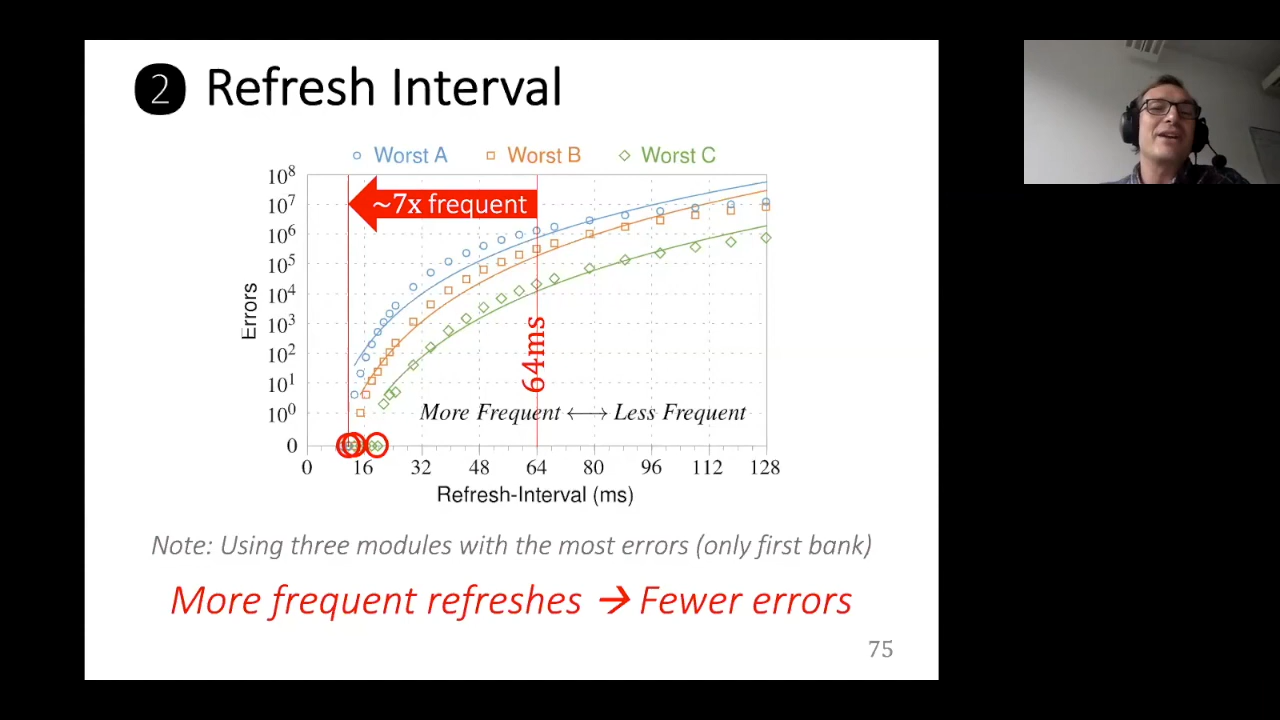 2 Refresh Interval
Worst A Worst B Worst C
~7x frequent
Errors
10⁸
10⁷
10⁶
10⁵
10⁴
10³
10²
10¹
10⁰
0
64ms
More Frequent ⟷ Less Frequent
0 16 32 48 64 80 96 112 128
Refresh-Interval (ms)
Note: Using three modules with the most errors (only first bank)
More frequent refreshes → Fewer errors
75